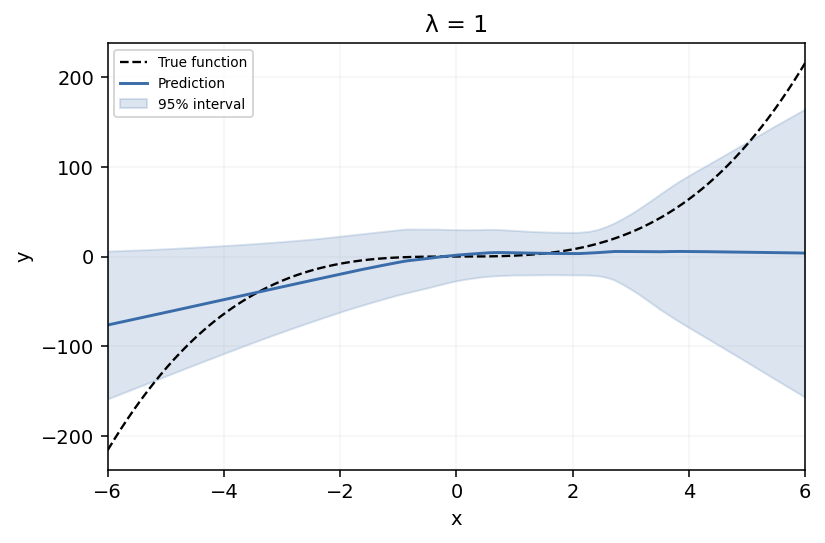 λ = 1
True function
Prediction
95% interval
200
100
0
−100
−200
y
−6
−4
−2
0
2
4
6
x